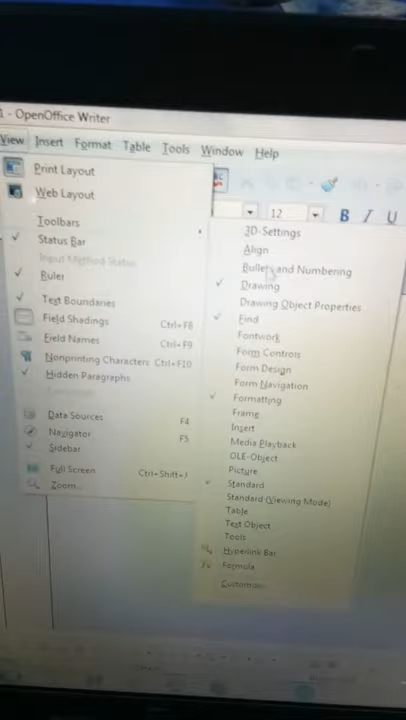 1 - OpenOffice Writer
View Insert Format Table Tools Window Help
Print Layout
Web Layout
Toolbars
Status Bar
Input Method Status
Ruler
Text Boundaries
Field Shadings Ctrl+F8
Field Names Ctrl+F9
Nonprinting Characters Ctrl+F10
Hidden Paragraphs
Data Sources F4
Navigator F5
Sidebar
Full Screen Ctrl+Shift+J
Zoom...
12 B I U
3D-Settings
Align
Bullets and Numbering
Drawing
Drawing Object Properties
Find
Fontwork
Form Controls
Form Design
Form Navigation
Formatting
Frame
Insert
Media Playback
OLE-Object
Picture
Standard
Standard (Viewing Mode)
Table
Text Object
Tools
Hyperlink Bar
Formula
Customize...